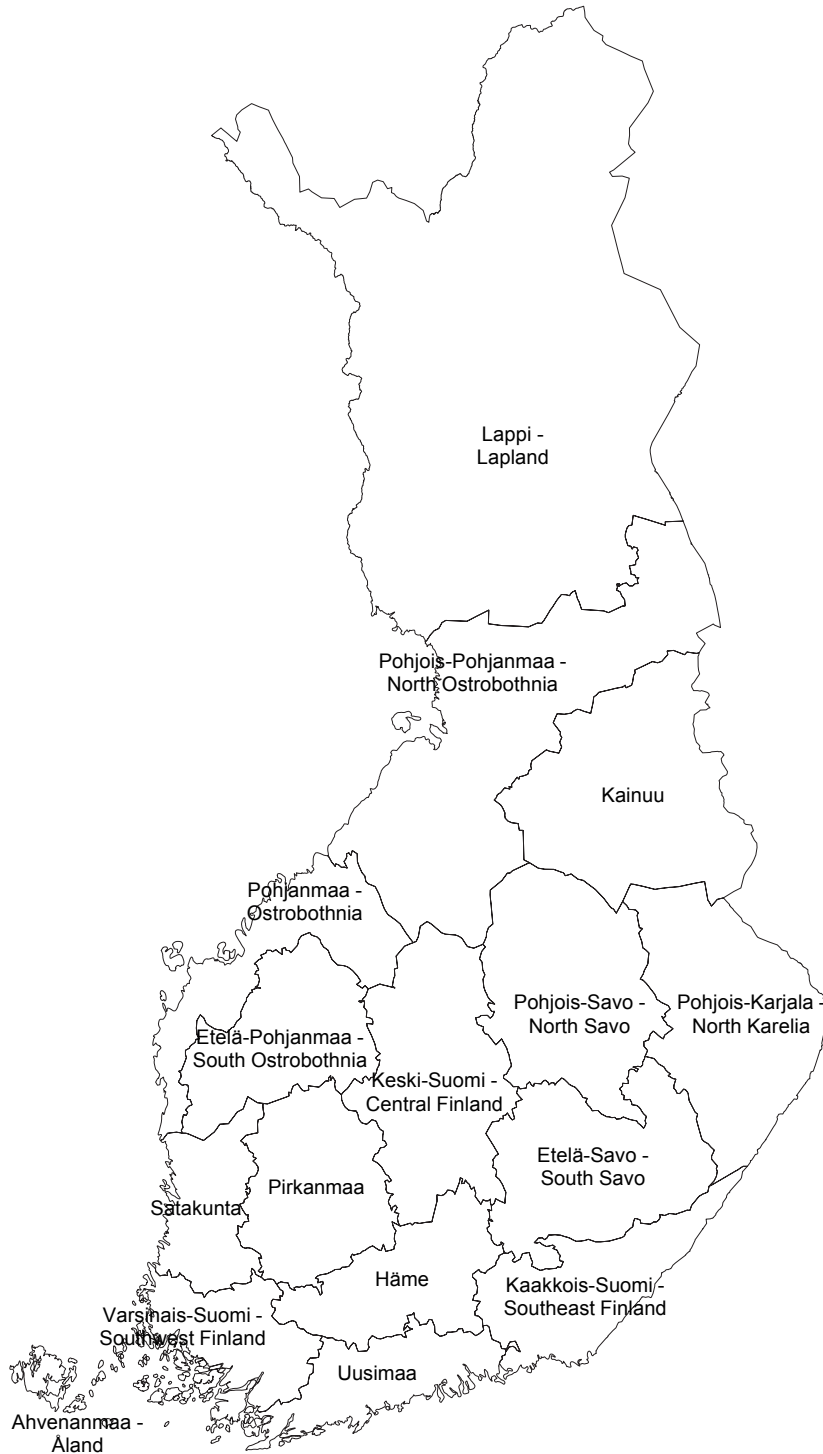 Lappi -
Lapland
Pohjois-Pohjanmaa -
North Ostrobothnia
Kainuu
Pohjanmaa -
Ostrobothnia
Pohjois-Savo -
North Savo
Pohjois-Karjala -
North Karelia
Etelä-Pohjanmaa -
South Ostrobothnia
Keski-Suomi -
Central Finland
Etelä-Savo -
South Savo
Pirkanmaa
Satakunta
Häme
Kaakkois-Suomi -
Southeast Finland
Varsinais-Suomi -
Southwest Finland
Uusimaa
Ahvenanmaa -
Åland